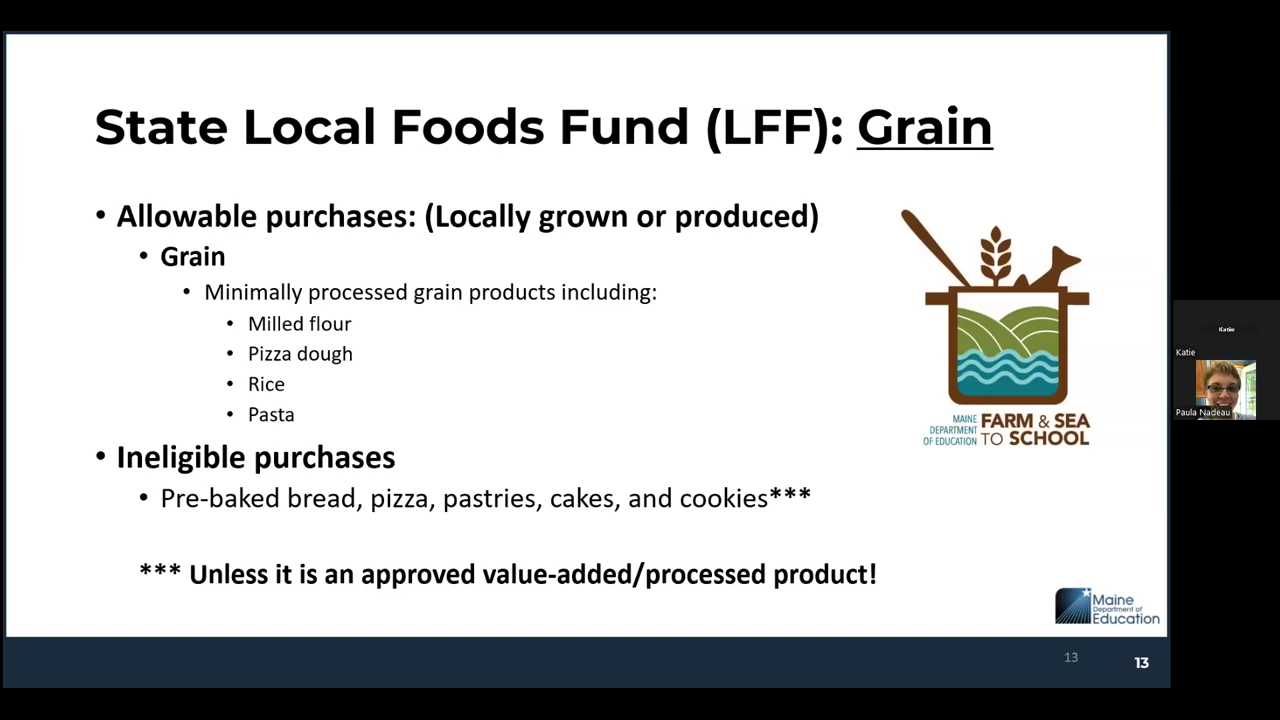 State Local Foods Fund (LFF): Grain
• Allowable purchases: (Locally grown or produced)
• Grain
• Minimally processed grain products including:
• Milled flour
• Pizza dough
• Rice
• Pasta
• Ineligible purchases
• Pre-baked bread, pizza, pastries, cakes, and cookies***
*** Unless it is an approved value-added/processed product!
MAINE
DEPARTMENT
OF EDUCATION
FARM & SEA
TO SCHOOL
Maine
Department of
Education
13
13
Katie
Katie
Paula Nadeau